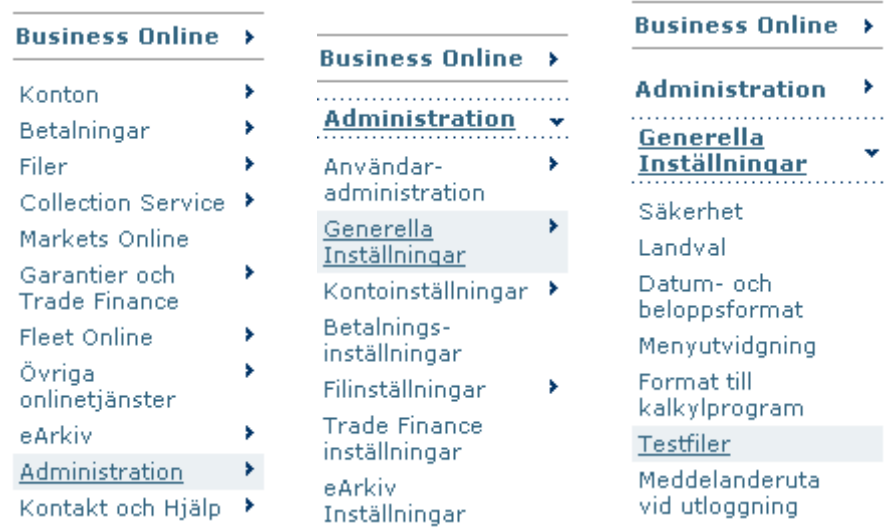 Business Online
Konton
Betalningar
Filer
Collection Service
Markets Online
Garantier och
Trade Finance
Fleet Online
Övriga
onlinetjänster
eArkiv
Administration
Kontakt och Hjälp
Business Online
Administration
Användar-
administration
Generella
Inställningar
Kontoinställningar
Betalnings-
inställningar
Filinställningar
Trade Finance
inställningar
eArkiv
Inställningar
Business Online
Administration
Generella
Inställningar
Säkerhet
Landval
Datum- och
beloppsformat
Menyutvidgning
Format till
kalkylprogram
Testfiler
Meddelanderuta
vid utloggning